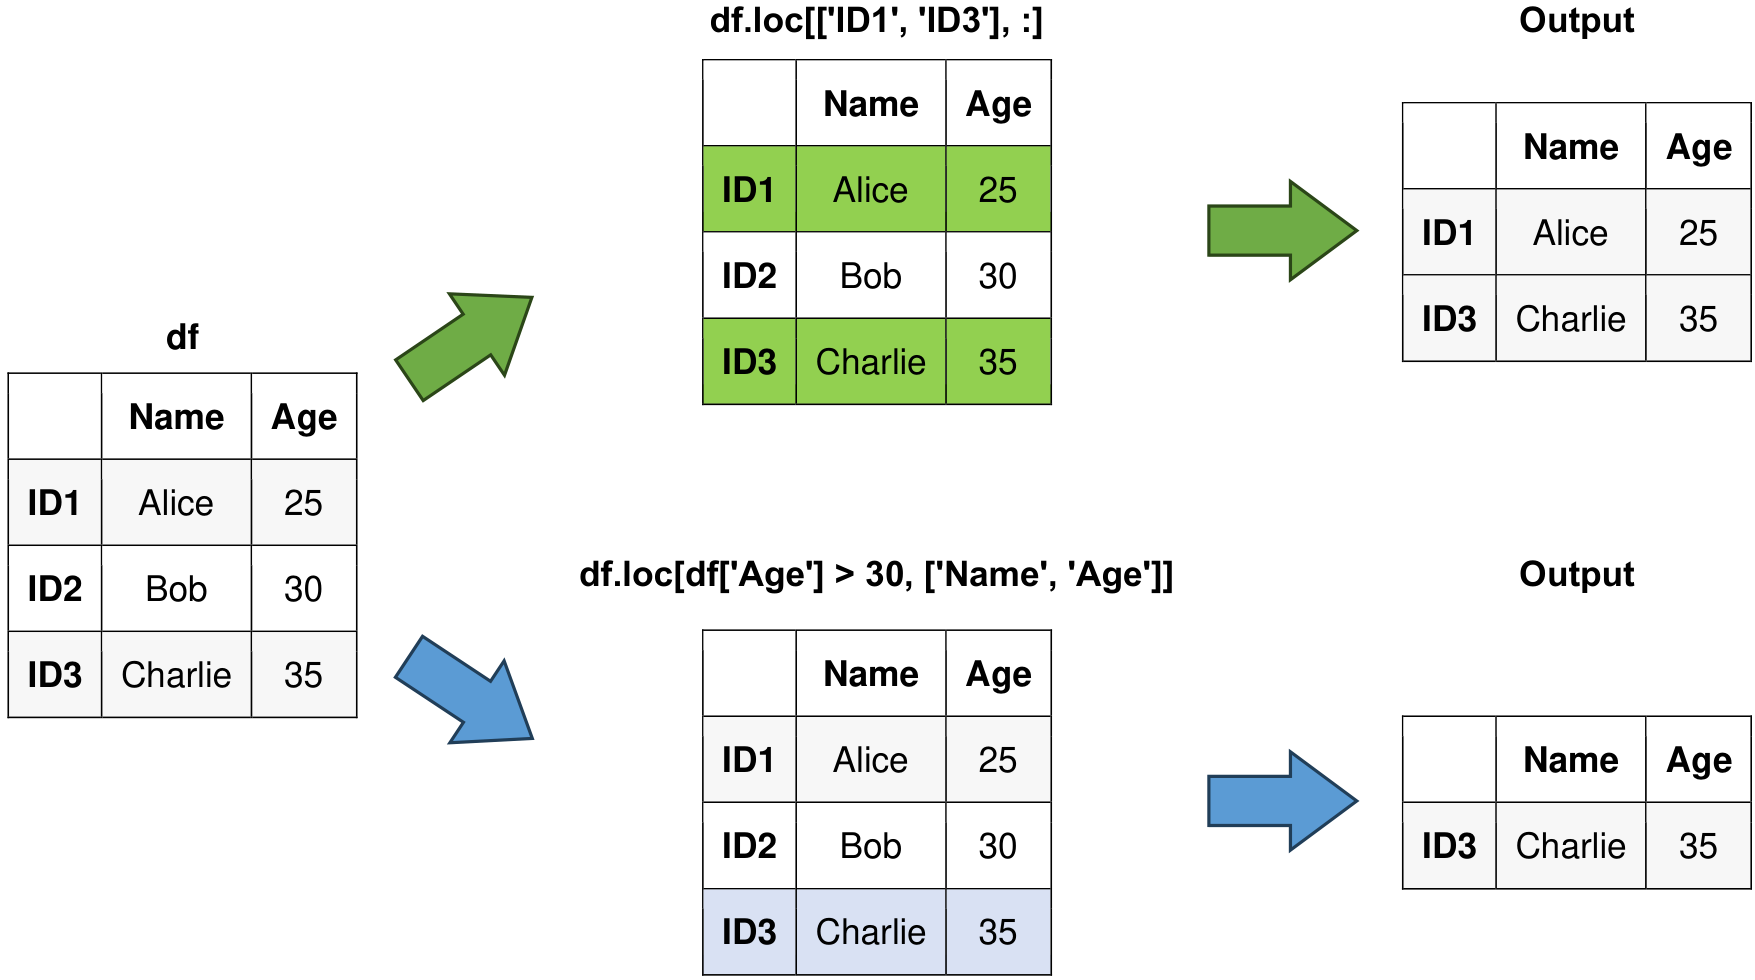 df
Name Age
ID1 Alice 25
ID2 Bob 30
ID3 Charlie 35
df.loc[['ID1', 'ID3'], :]
Name Age
ID1 Alice 25
ID2 Bob 30
ID3 Charlie 35
Output
Name Age
ID1 Alice 25
ID3 Charlie 35
df.loc[df['Age'] > 30, ['Name', 'Age']]
Name Age
ID1 Alice 25
ID2 Bob 30
ID3 Charlie 35
Output
Name Age
ID3 Charlie 35